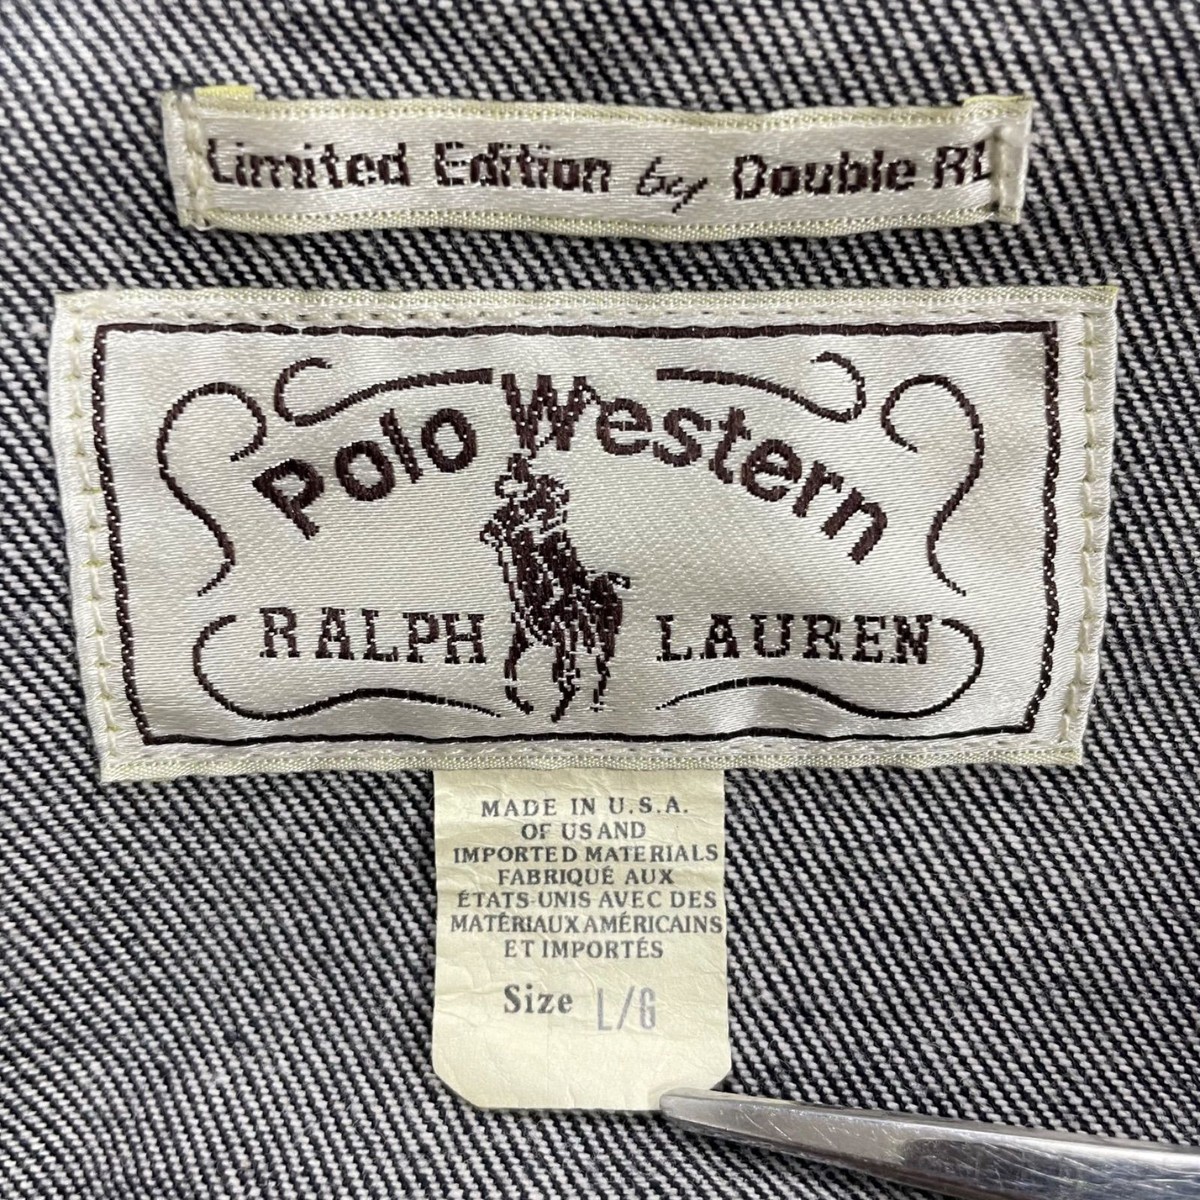 Limited Edition by Double RL
Polo Western
RALPH LAUREN
MADE IN U.S.A.
OF US AND
IMPORTED MATERIALS
FABRIQUÉ AUX
ÉTATS-UNIS AVEC DES
MATÉRIAUX AMÉRICAINS
ET IMPORTÉS
Size L/G